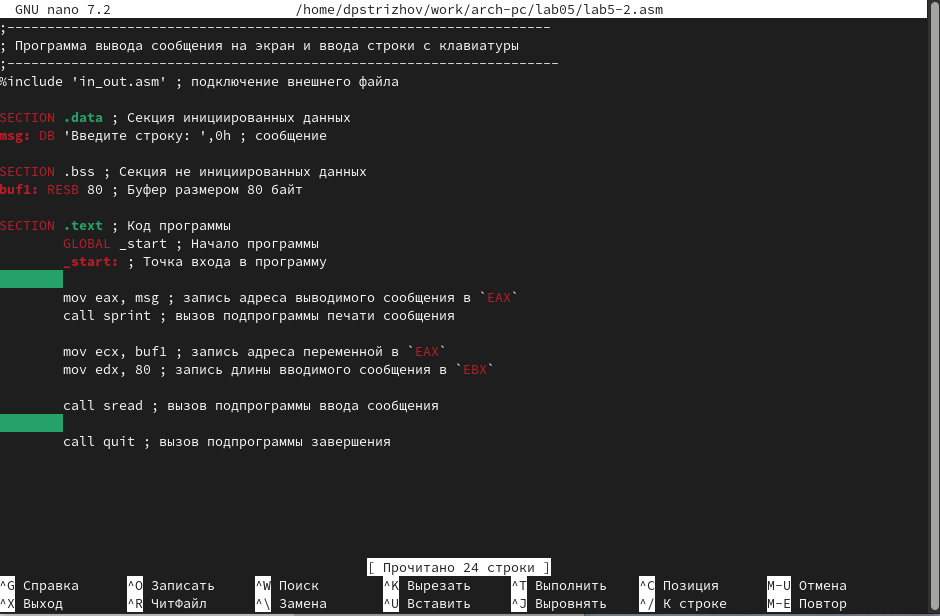 GNU nano 7.2 /home/dpstrizhov/work/arch-pc/lab05/lab5-2.asm
;--------------------------------------------------------------------
; Программа вывода сообщения на экран и ввода строки с клавиатуры
;---------------------------------------------------------------------
%include 'in_out.asm' ; подключение внешнего файла
SECTION .data ; Секция инициированных данных
msg: DB 'Введите строку: ',0h ; сообщение
SECTION .bss ; Секция не инициированных данных
buf1: RESB 80 ; Буфер размером 80 байт
SECTION .text ; Код программы
GLOBAL _start ; Начало программы
_start: ; Точка входа в программу
mov eax, msg ; запись адреса выводимого сообщения в `EAX`
call sprint ; вызов подпрограммы печати сообщения
mov ecx, buf1 ; запись адреса переменной в `EAX`
mov edx, 80 ; запись длины вводимого сообщения в `EBX`
call sread ; вызов подпрограммы ввода сообщения
call quit ; вызов подпрограммы завершения
[ Прочитано 24 строки ]
^G Справка ^O Записать ^W Поиск ^K Вырезать ^T Выполнить ^C Позиция M-U Отмена
^X Выход ^R ЧитФайл ^\ Замена ^U Вставить ^J Выровнять ^/ К строке M-E Повтор